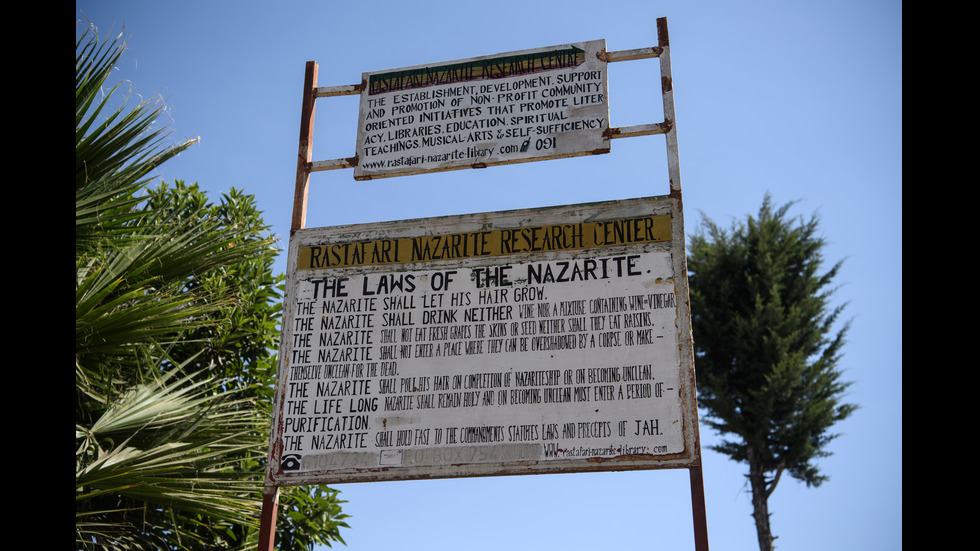 RASTAFARI NAZARITE RESEARCH CENTRE
THE ESTABLISHMENT, DEVELOPMENT, SUPPORT
AND PROMOTION OF NON-PROFIT COMMUNITY
ORIENTED INITIATIVES THAT PROMOTE LITER
ACY, LIBRARIES, EDUCATION, SPIRITUAL
TEACHINGS, MUSICAL-ARTS & SELF-SUFFICIENCY
www.rastafari-nazarite-library.com 091
RASTAFARI NAZARITE RESEARCH CENTER.
THE LAWS OF THE NAZARITE.
THE NAZARITE SHALL LET HIS HAIR GROW.
THE NAZARITE SHALL DRINK NEITHER WINE NOR A MIXTURE CONTAINING WINE-VINEGAR
THE NAZARITE SHALL NOT EAT FRESH GRAPES THE SKINS OR SEED NEITHER SHALL THEY EAT RAISINS.
THE NAZARITE SHALL NOT ENTER A PLACE WHERE THEY CAN BE OVERSHADOWED BY A CORPSE OR MAKE-
THEMSELVE UNCLEAN FOR THE DEAD.
THE NAZARITE SHALL POLL HIS HAIR ON COMPLETION OF NAZARITESHIP OR ON BECOMING UNCLEAN.
THE LIFE LONG NAZARITE SHALL REMAIN HOLY AND ON BECOMING UNCLEAN MUST ENTER A PERIOD OF-
PURIFICATION.
THE NAZARITE SHALL HOLD FAST TO THE COMMANDMENTS STATUTES LAWS AND PRECEPTS OF JAH.
P.O BOX 75 WWW.rastafari-nazarite-library.com